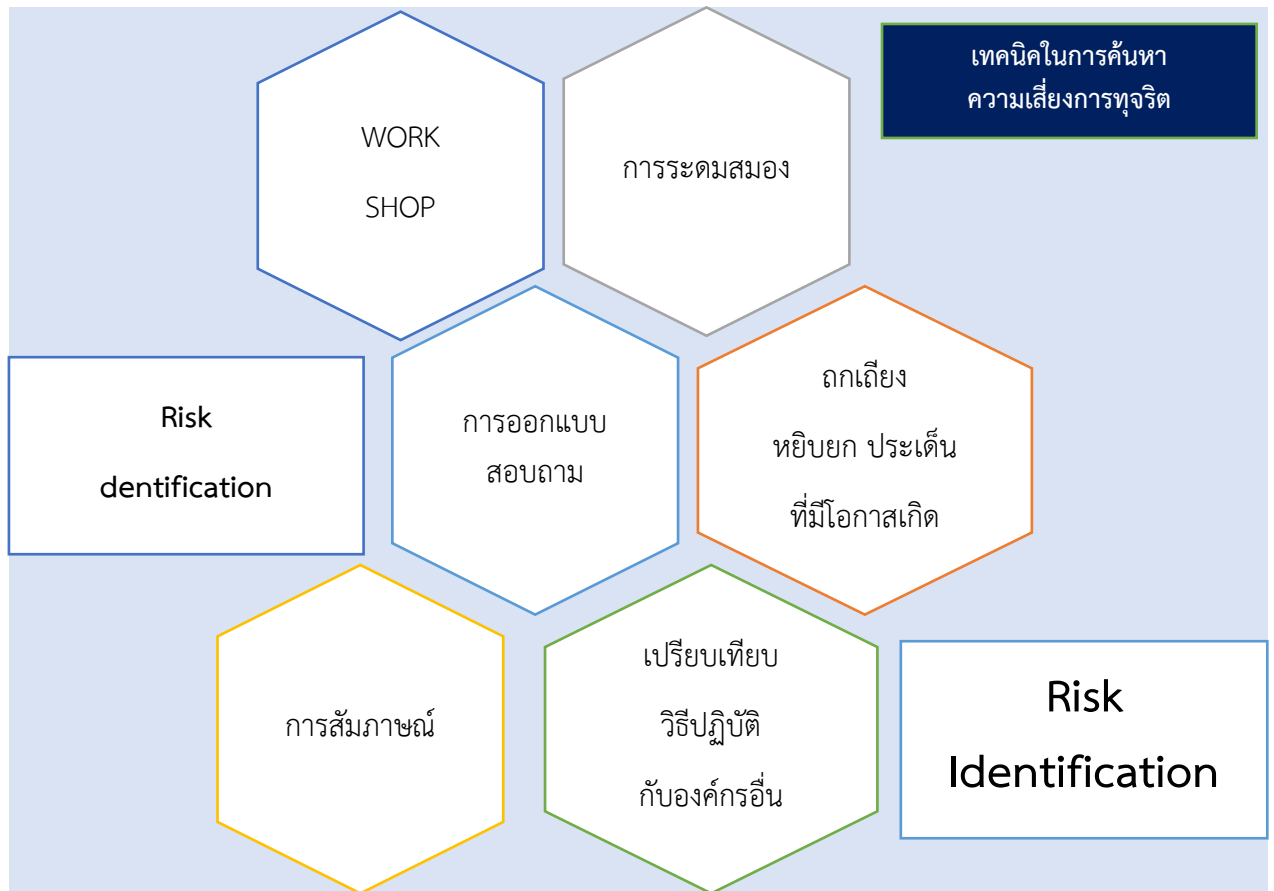 เทคนิคในการค้นหา
ความเสี่ยงการทุจริต
WORK
SHOP
การระดมสมอง
Risk
dentification
การออกแบบ
สอบถาม
ถกเถียง
หยิบยก ประเด็น
ที่มีโอกาสเกิด
การสัมภาษณ์
เปรียบเทียบ
วิธีปฏิบัติ
กับองค์กรอื่น
Risk
Identification